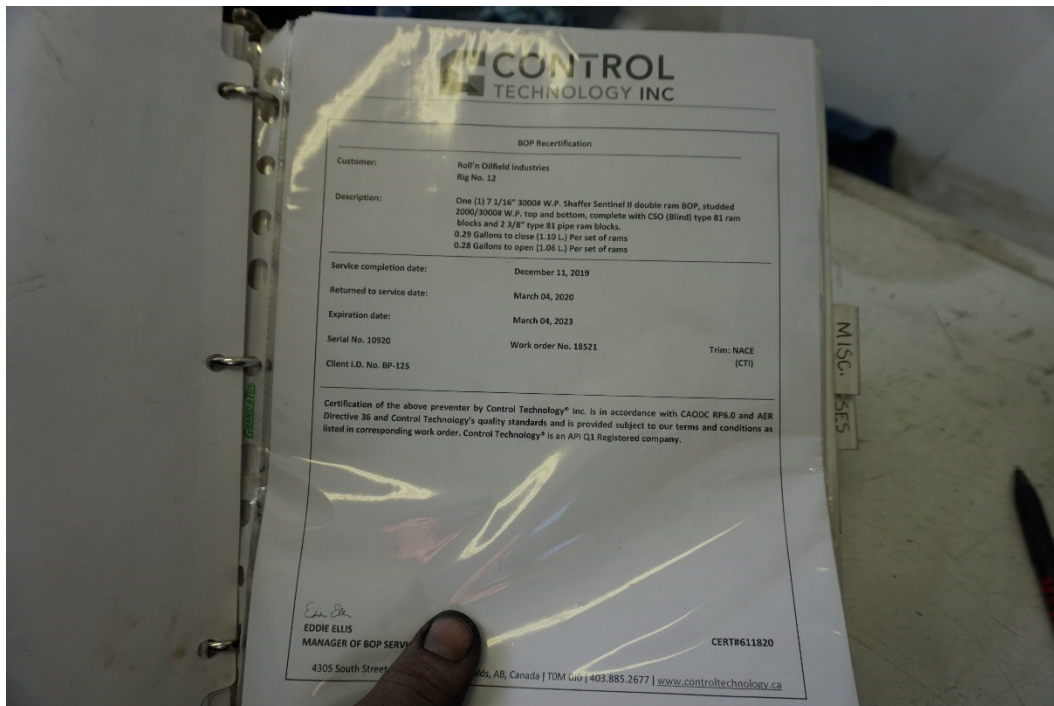 CONTROL
TECHNOLOGY INC
BOP Recertification
Customer: Roll'n Oilfield Industries
Rig No. 12
Description: One (1) 7 1/16" 3000# W.P. Shaffer Sentinel II double ram BOP, studded
2000/3000# W.P. top and bottom, complete with CSO (Blind) type 81 ram
blocks and 2 3/8" type 81 pipe ram blocks.
0.29 Gallons to close (1.10 L.) Per set of rams
0.28 Gallons to open (1.06 L.) Per set of rams
Service completion date: December 11, 2019
Returned to service date: March 04, 2020
Expiration date: March 04, 2023
Serial No. 10920 Work order No. 18521 Trim: NACE
(CTI)
Client I.D. No. BP-125
Certification of the above preventer by Control Technology® Inc. is in accordance with CAODC RP6.0 and AER
Directive 36 and Control Technology's quality standards and is provided subject to our terms and conditions as
listed in corresponding work order. Control Technology® is an API Q1 Registered company.
EDDIE ELLIS
MANAGER OF BOP SERV
CERT#611820
4305 South Street lds, AB, Canada | T0M 0J0 | 403.885.2677 | www.controltechnology.ca
MISC.
SES